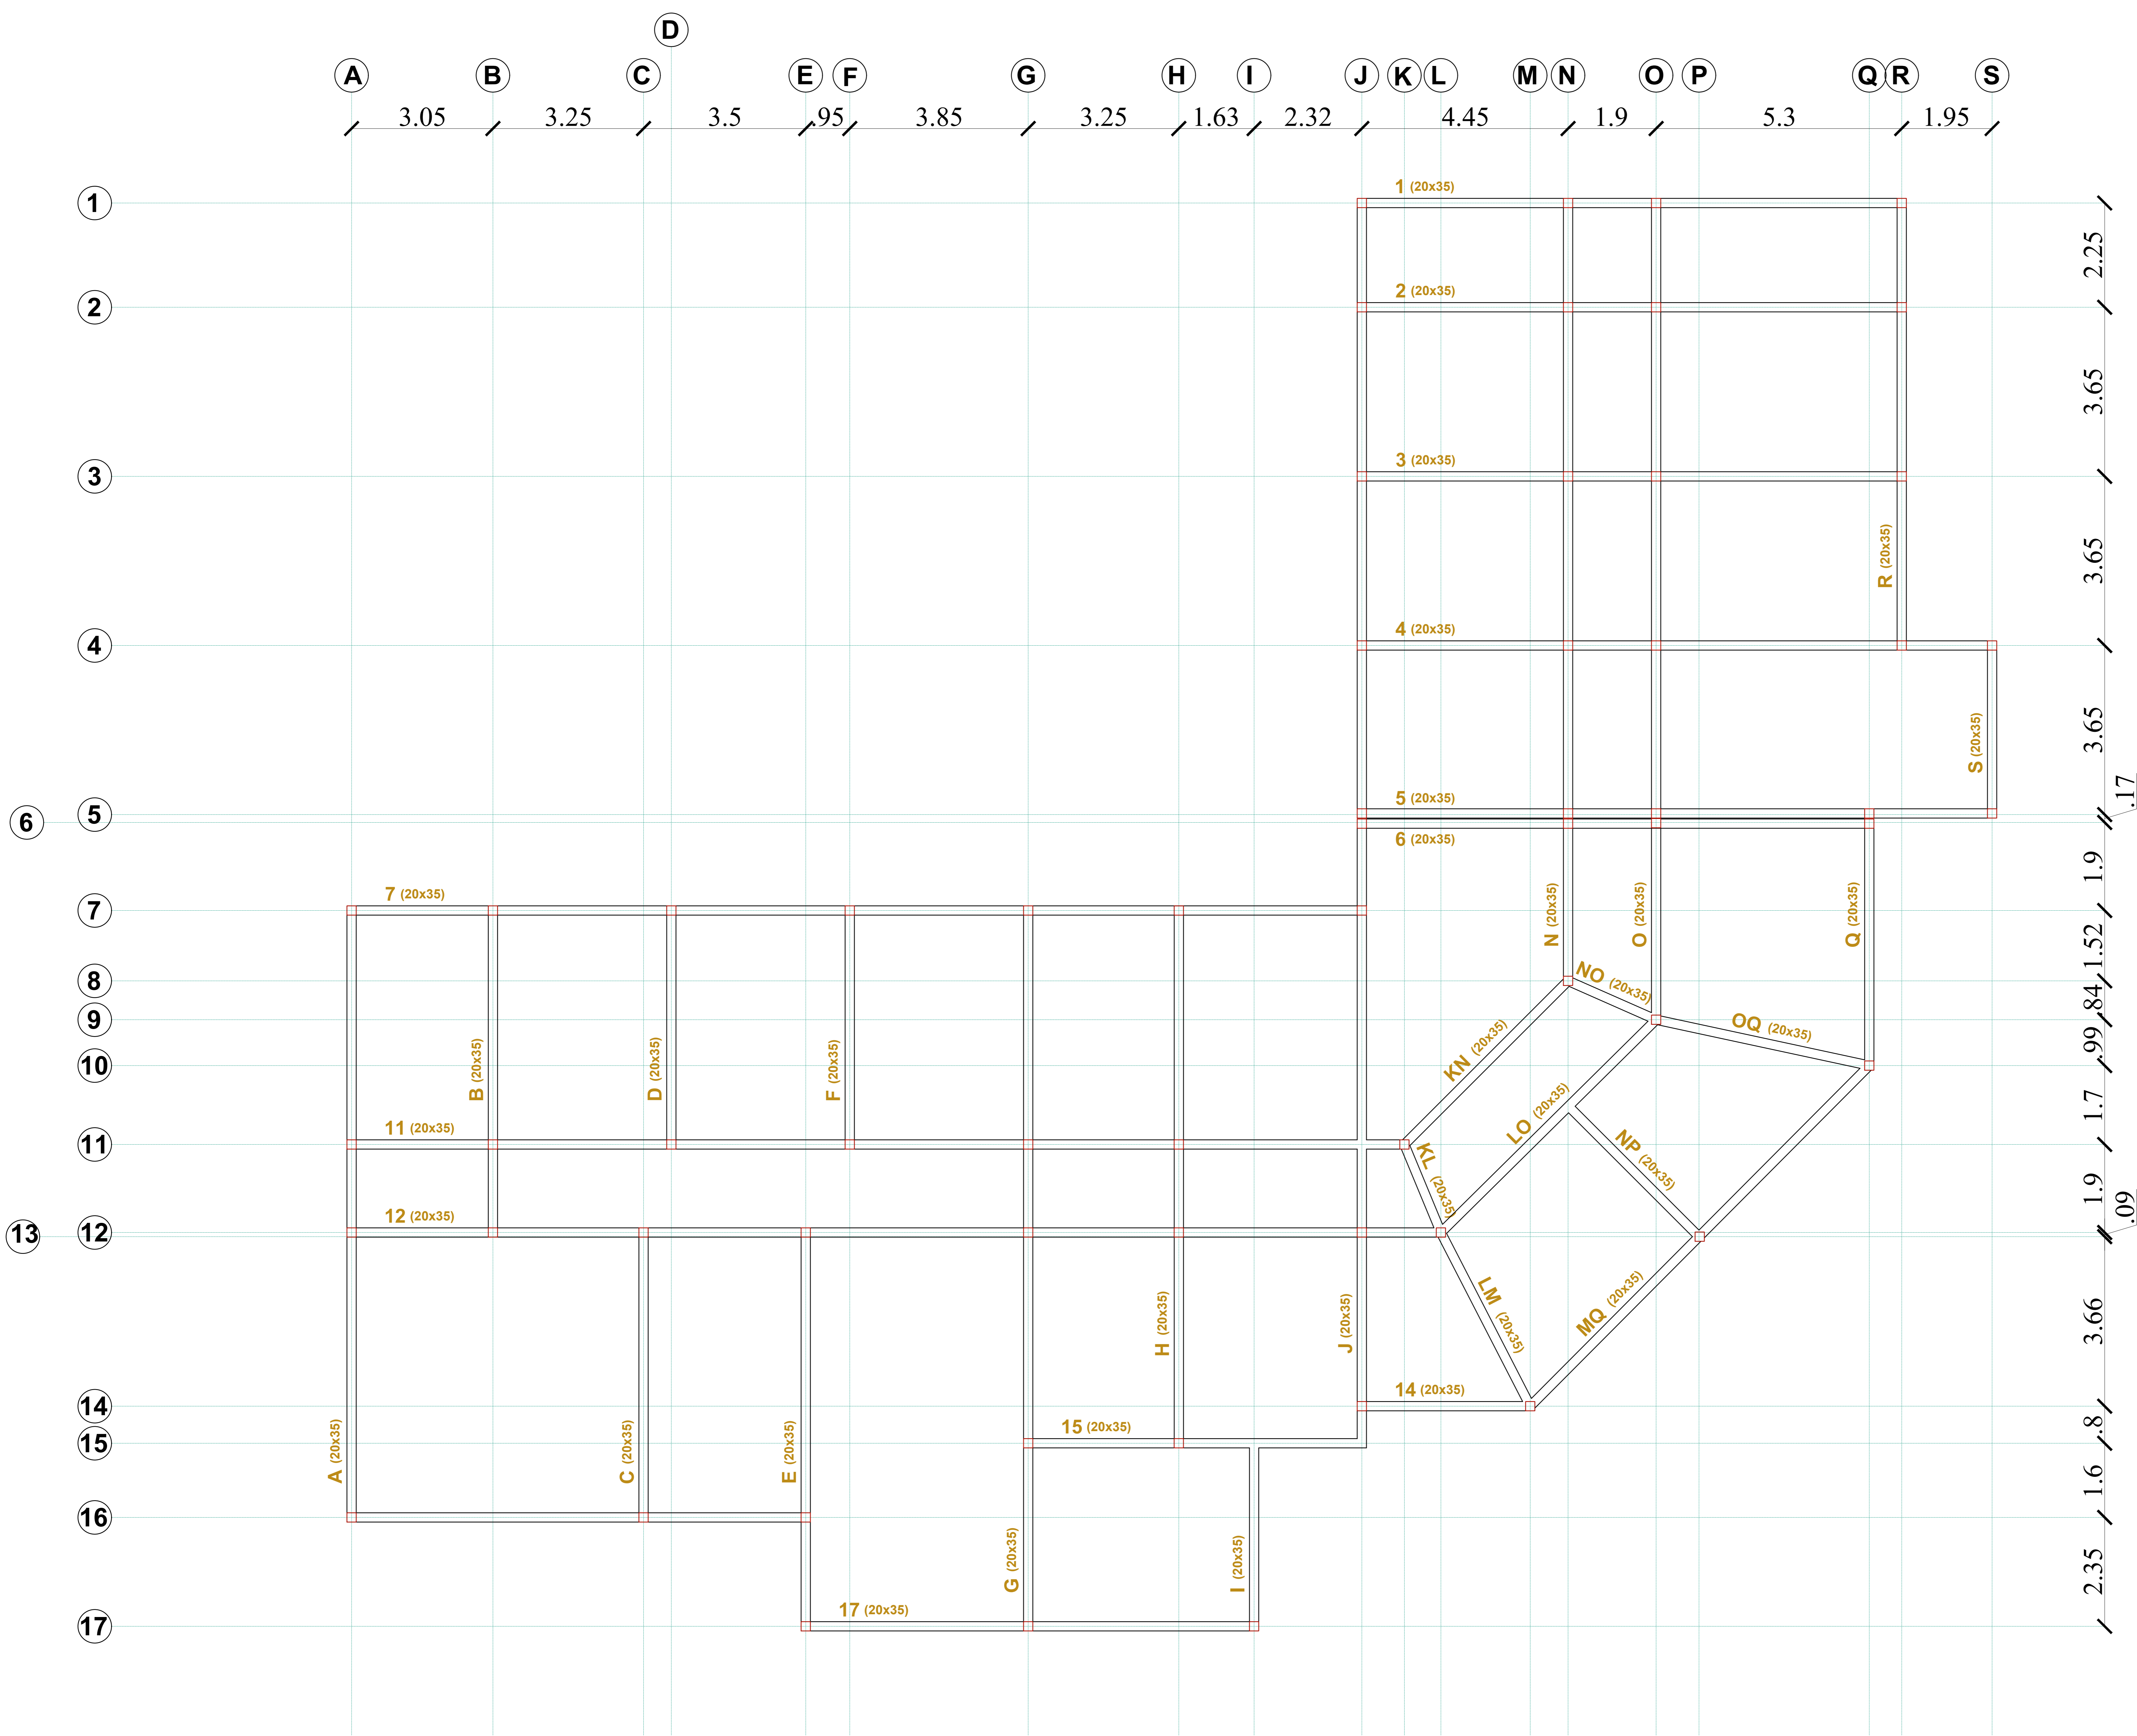 D
A B C E F G H I J K L M N O P Q R S
3.05 3.25 3.5 .95 3.85 3.25 1.63 2.32 4.45 1.9 5.3 1.95
1 (20x35)
1
2.25
2 (20x35)
2
3.65
3 (20x35)
3
R (20x35)
3.65
4 (20x35)
4
S (20x35)
3.65
.17
5 (20x35)
5
6
6 (20x35)
1.9
7 (20x35)
7
N (20x35)
O (20x35)
Q (20x35)
1.52
8
NO (20x35)
.84
9
OQ (20x35)
.99
10
B (20x35)
D (20x35)
F (20x35)
KN (20x35)
1.7
11 (20x35)
11
LO (20x35)
NP (20x35)
KL (20x35)
1.9
.09
12 (20x35)
12
13
H (20x35)
J (20x35)
LM (20x35)
MQ (20x35)
3.66
14 (20x35)
14
.8
15 (20x35)
15
A (20x35)
C (20x35)
E (20x35)
1.6
16
G (20x35)
I (20x35)
2.35
17 (20x35)
17